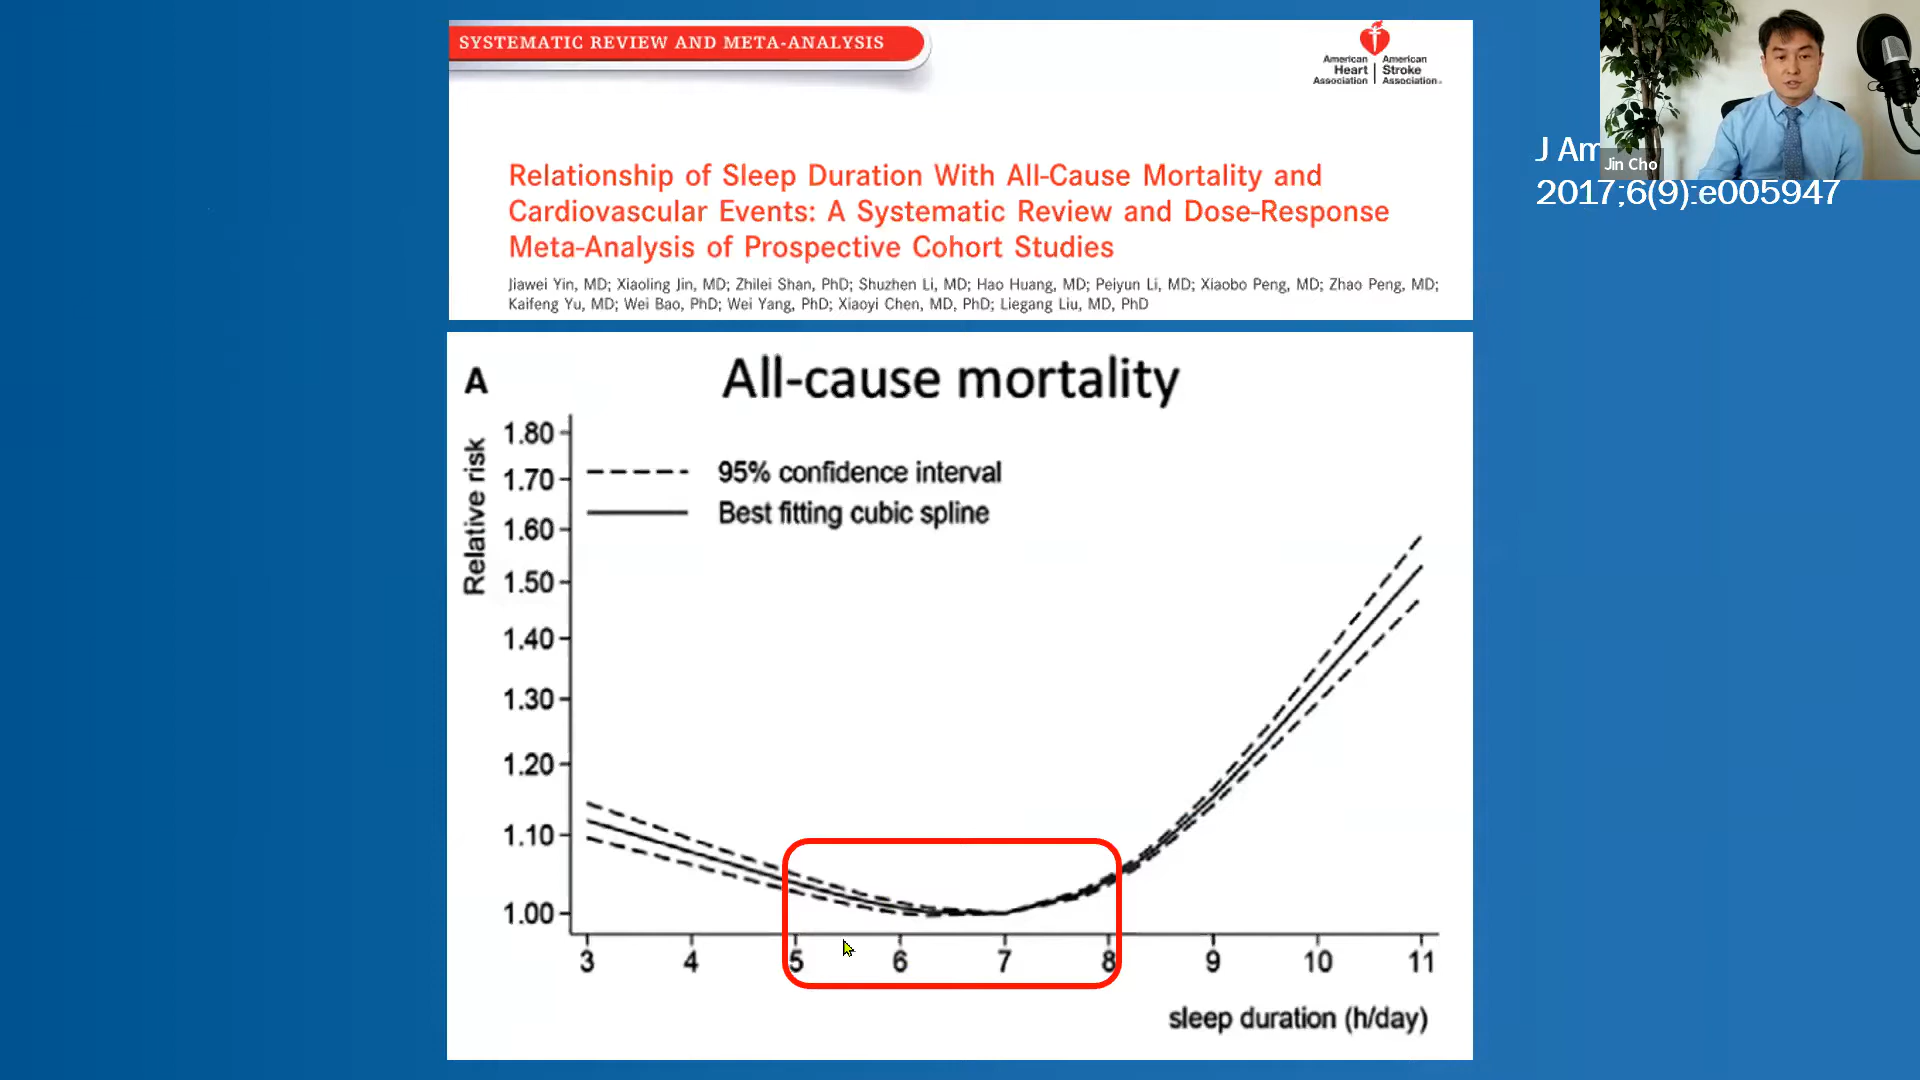 SYSTEMATIC REVIEW AND META-ANALYSIS
American Heart Association
American Stroke Association.
Relationship of Sleep Duration With All-Cause Mortality and
Cardiovascular Events: A Systematic Review and Dose-Response
Meta-Analysis of Prospective Cohort Studies
Jiawei Yin, MD; Xiaoling Jin, MD; Zhilei Shan, PhD; Shuzhen Li, MD; Hao Huang, MD; Peiyun Li, MD; Xiaobo Peng, MD; Zhao Peng, MD;
Kaifeng Yu, MD; Wei Bao, PhD; Wei Yang, PhD; Xiaoyi Chen, MD, PhD; Liegang Liu, MD, PhD
J Am
2017;6(9):e005947
Jin Cho
A
All-cause mortality
Relative risk
1.80
1.70
1.60
1.50
1.40
1.30
1.20
1.10
1.00
95% confidence interval
Best fitting cubic spline
3 4 5 6 7 8 9 10 11
sleep duration (h/day)